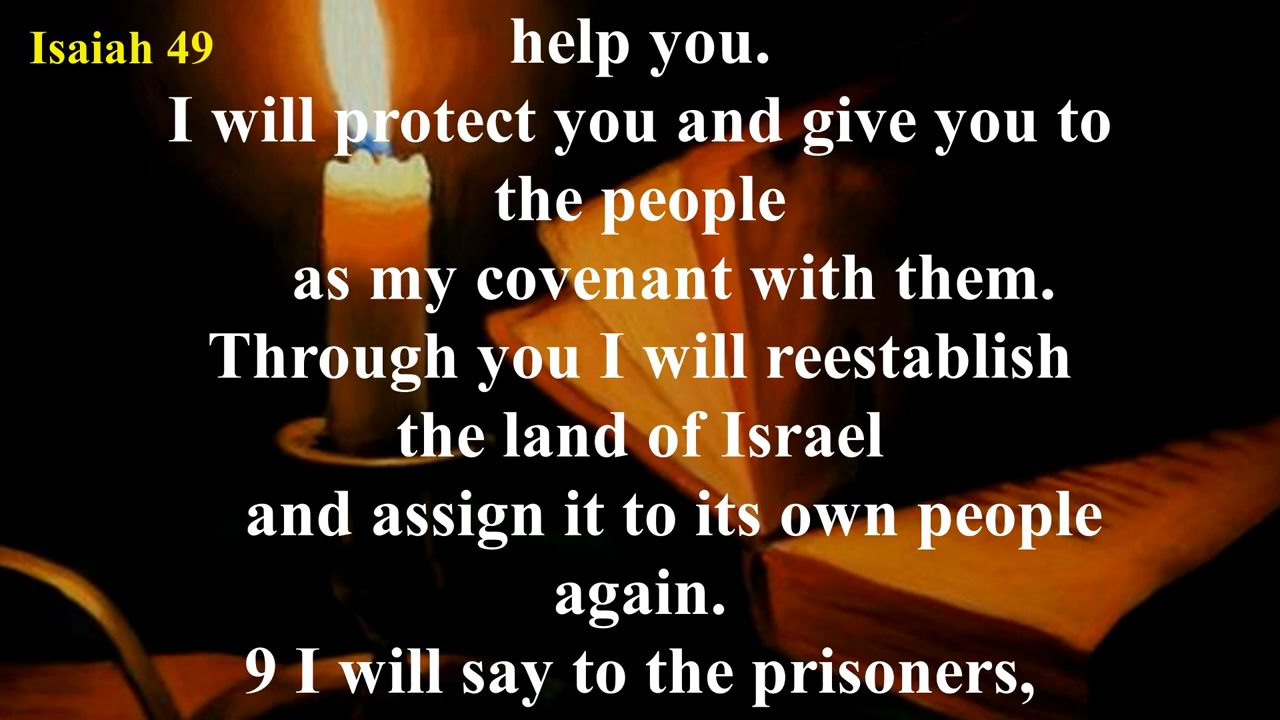 Isaiah 49
help you.
I will protect you and give you to
the people
as my covenant with them.
Through you I will reestablish
the land of Israel
and assign it to its own people
again.
9 I will say to the prisoners,